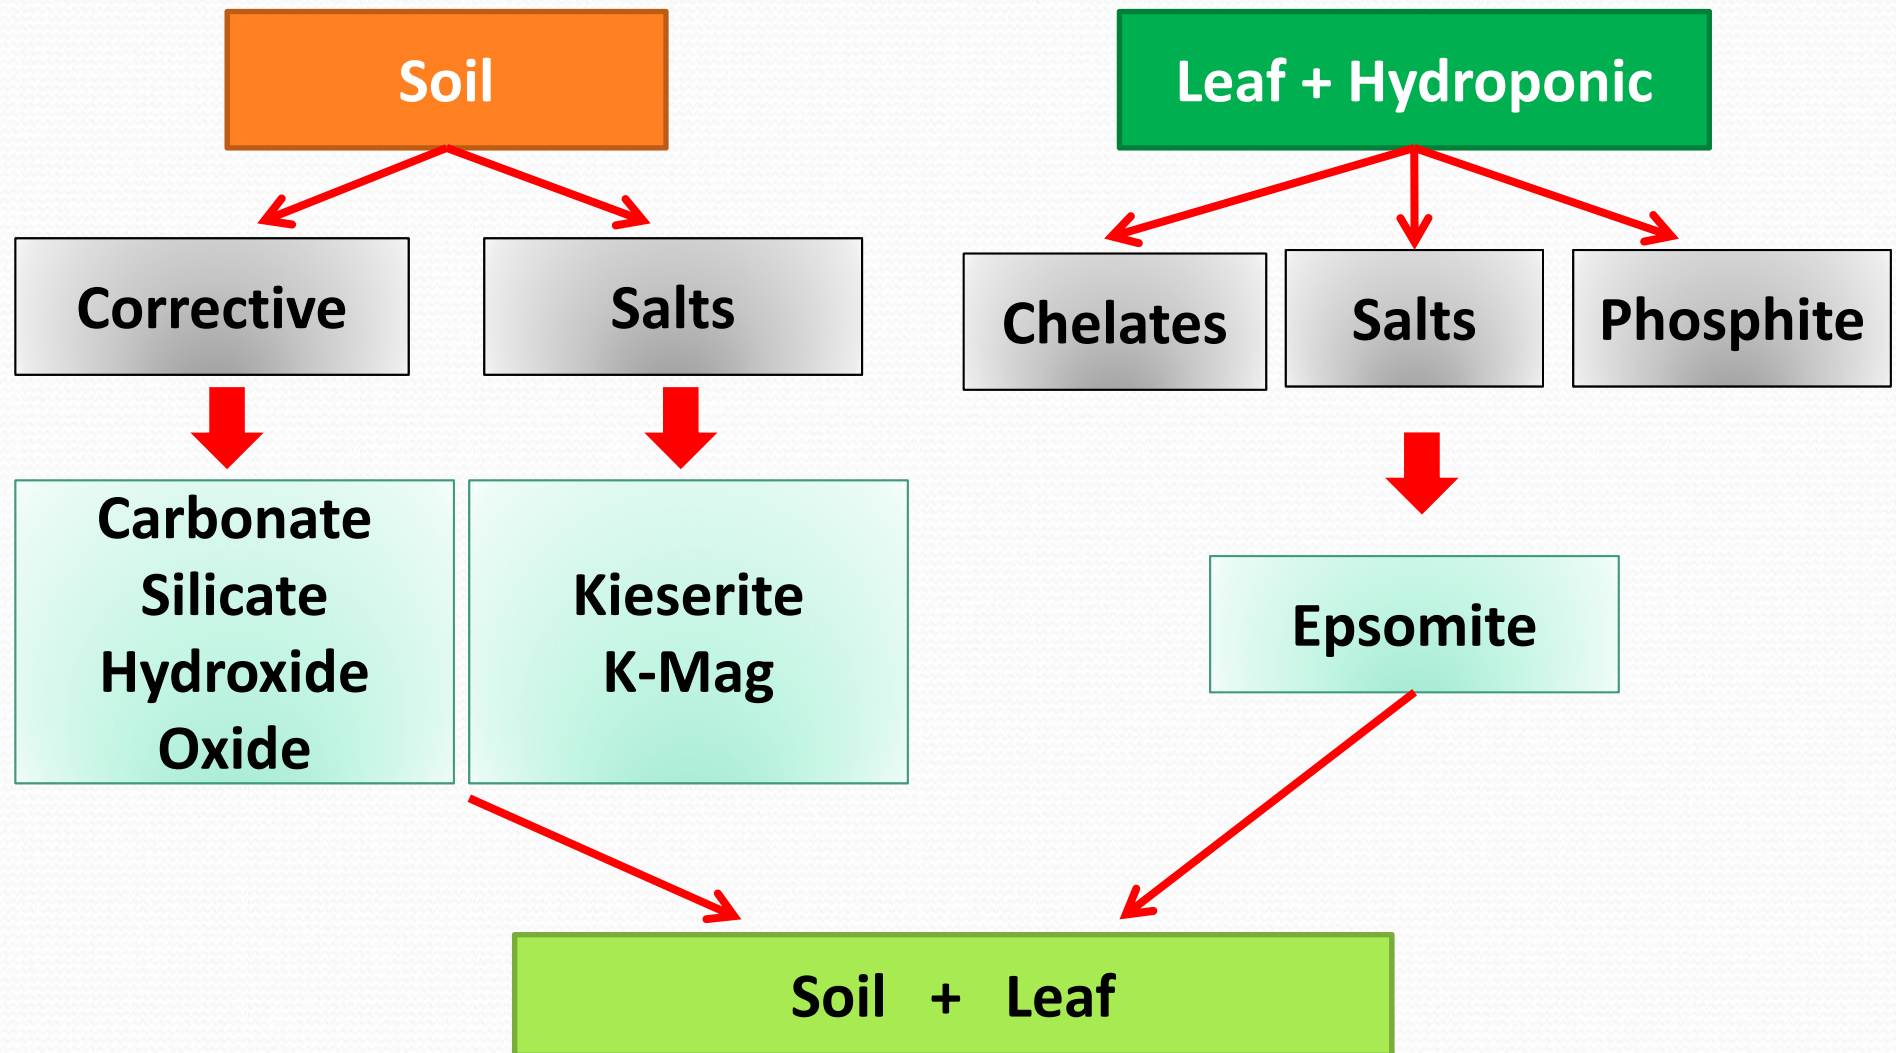 Soil
Leaf + Hydroponic
Corrective
Salts
Chelates
Salts
Phosphite
Carbonate
Silicate
Hydroxide
Oxide
Kieserite
K-Mag
Epsomite
Soil + Leaf